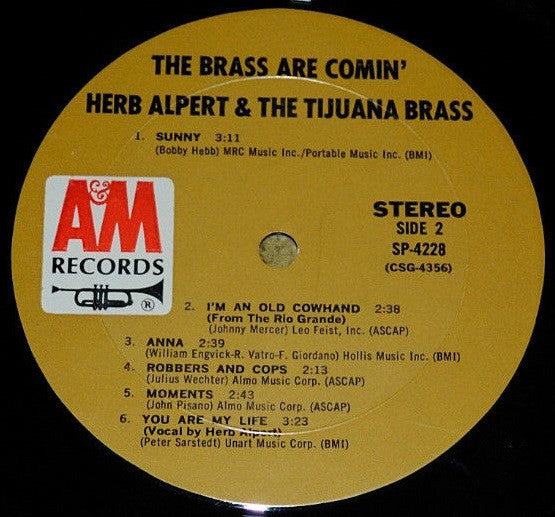 THE BRASS ARE COMIN'
HERB ALPERT & THE TIJUANA BRASS
1. SUNNY 3:11
(Bobby Hebb) MRC Music Inc./Portable Music Inc. (BMI)
A&M
RECORDS
®
STEREO
SIDE 2
SP-4228
(CSG-4356)
2. I'M AN OLD COWHAND 2:38
(From The Rio Grande)
(Johnny Mercer) Leo Feist, Inc. (ASCAP)
3. ANNA 2:39
(William Engvick-R. Vatro-F. Giordano) Hollis Music Inc. (BMI)
4. ROBBERS AND COPS 2:13
(Julius Wechter) Almo Music Corp. (ASCAP)
5. MOMENTS 2:43
(John Pisano) Almo Music Corp. (ASCAP)
6. YOU ARE MY LIFE 3:23
(Vocal by Herb Alpert)
(Peter Sarstedt) Unart Music Corp. (BMI)